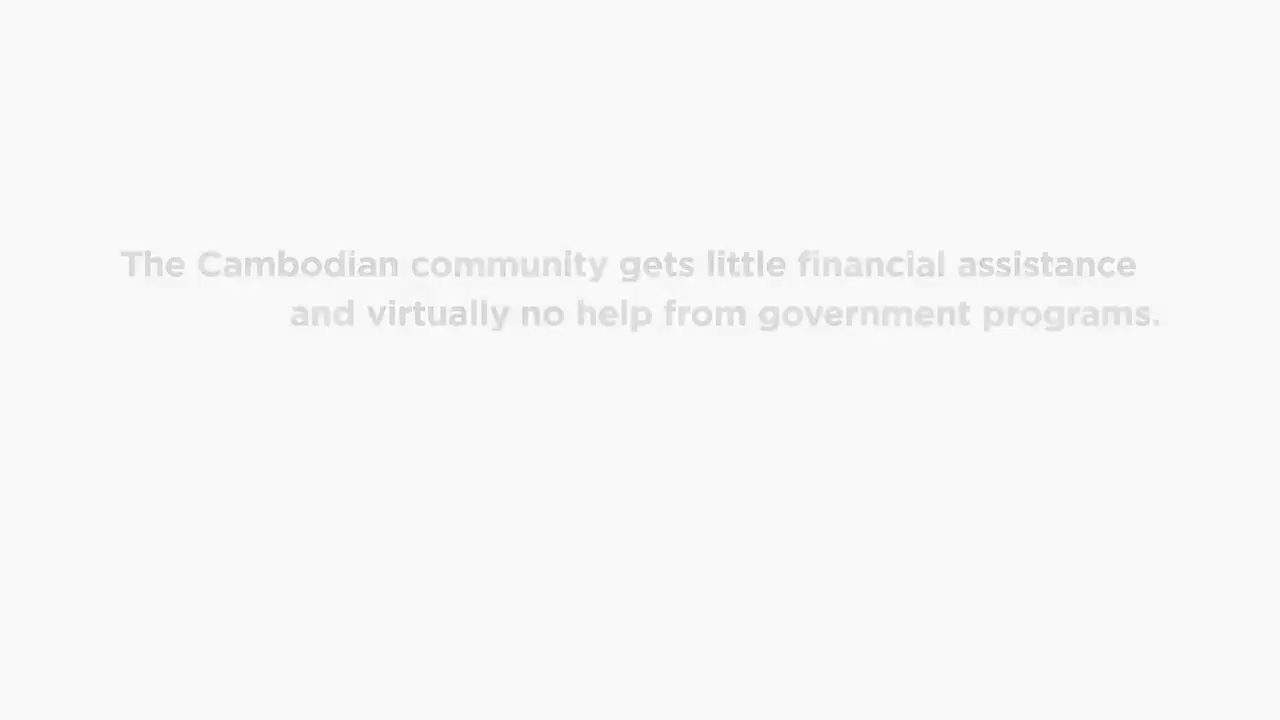 The Cambodian community gets little financial assistance
and virtually no help from government programs.